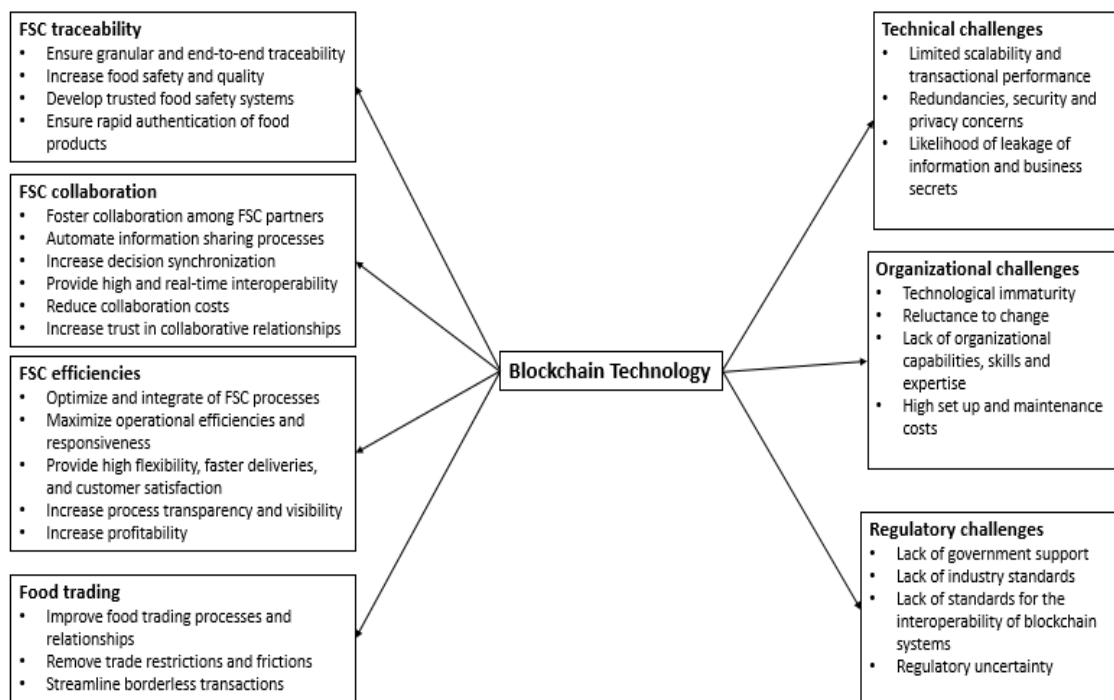 FSC traceability
• Ensure granular and end-to-end traceability
• Increase food safety and quality
• Develop trusted food safety systems
• Ensure rapid authentication of food
products
FSC collaboration
• Foster collaboration among FSC partners
• Automate information sharing processes
• Increase decision synchronization
• Provide high and real-time interoperability
• Reduce collaboration costs
• Increase trust in collaborative relationships
FSC efficiencies
• Optimize and integrate of FSC processes
• Maximize operational efficiencies and
responsiveness
• Provide high flexibility, faster deliveries,
and customer satisfaction
• Increase process transparency and visibility
• Increase profitability
Food trading
• Improve food trading processes and
relationships
• Remove trade restrictions and frictions
• Streamline borderless transactions
Blockchain Technology
Technical challenges
• Limited scalability and
transactional performance
• Redundancies, security and
privacy concerns
• Likelihood of leakage of
information and business
secrets
Organizational challenges
• Technological immaturity
• Reluctance to change
• Lack of organizational
capabilities, skills and
expertise
• High set up and maintenance
costs
Regulatory challenges
• Lack of government support
• Lack of industry standards
• Lack of standards for the
interoperability of blockchain
systems
• Regulatory uncertainty